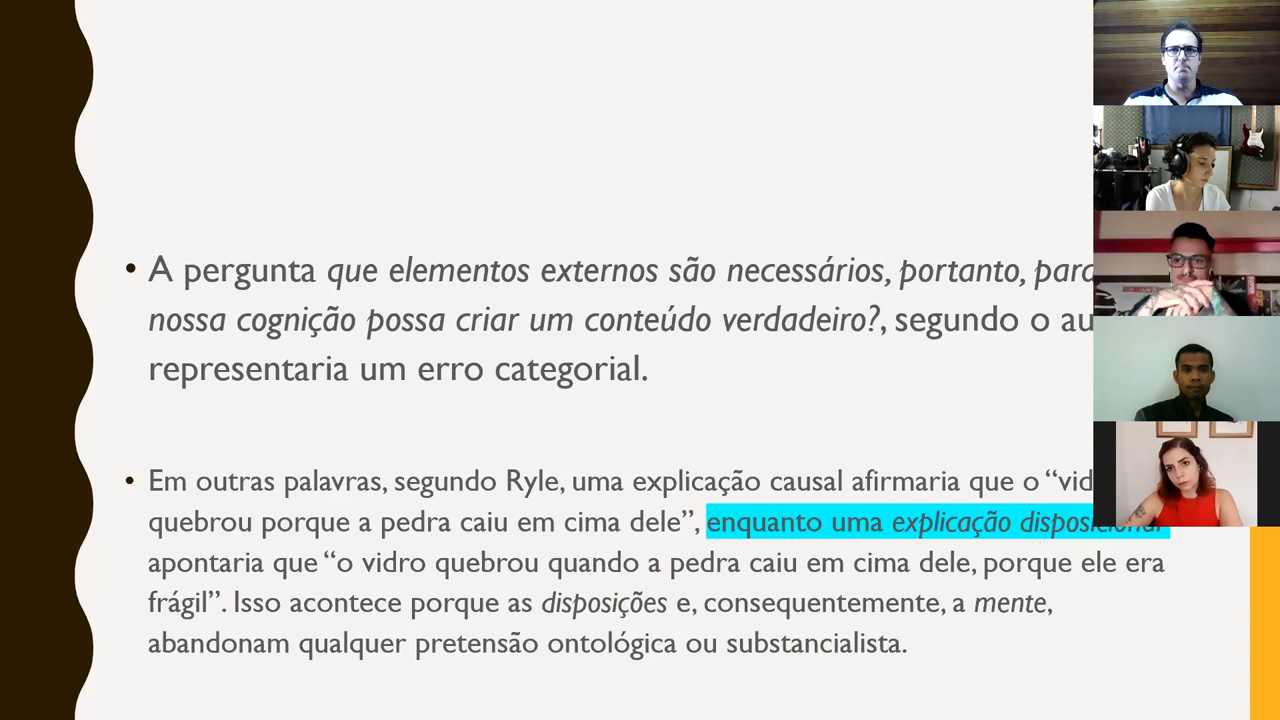 • A pergunta que elementos externos são necessários, portanto, para
nossa cognição possa criar um conteúdo verdadeiro?, segundo o
representaria um erro categorial.
• Em outras palavras, segundo Ryle, uma explicação causal afirmaria que o
quebrou porque a pedra caiu em cima dele”, enquanto uma explicação disposicional
apontaria que “o vidro quebrou quando a pedra caiu em cima dele, porque ele era
frágil”. Isso acontece porque as disposições e, consequentemente, a mente,
abandonam qualquer pretensão ontológica ou substancialista.